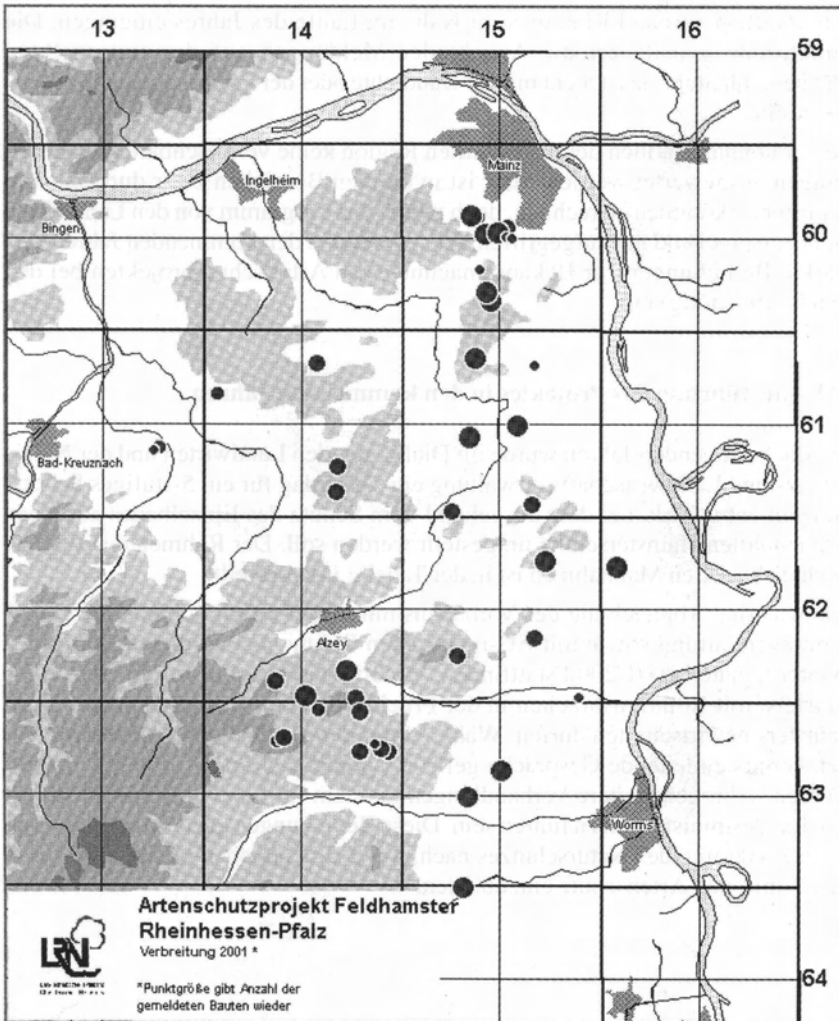 13 14 15 16
59
Mainz
Ingelheim
Bingen
60
61
Bad-Kreuznach
62
Alzey
63
Worms
Artenschutzprojekt Feldhamster
Rheinhessen-Pfalz
Verbreitung 2001 *
*Punktgröße gibt Anzahl der
gemeldeten Bauten wieder
64